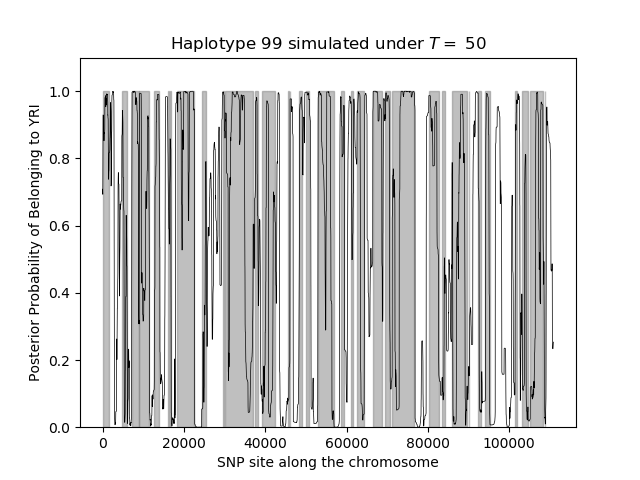 Haplotype 99 simulated under T = 50
Posterior Probability of Belonging to YRI
1.0
0.8
0.6
0.4
0.2
0.0
0 20000 40000 60000 80000 100000
SNP site along the chromosome